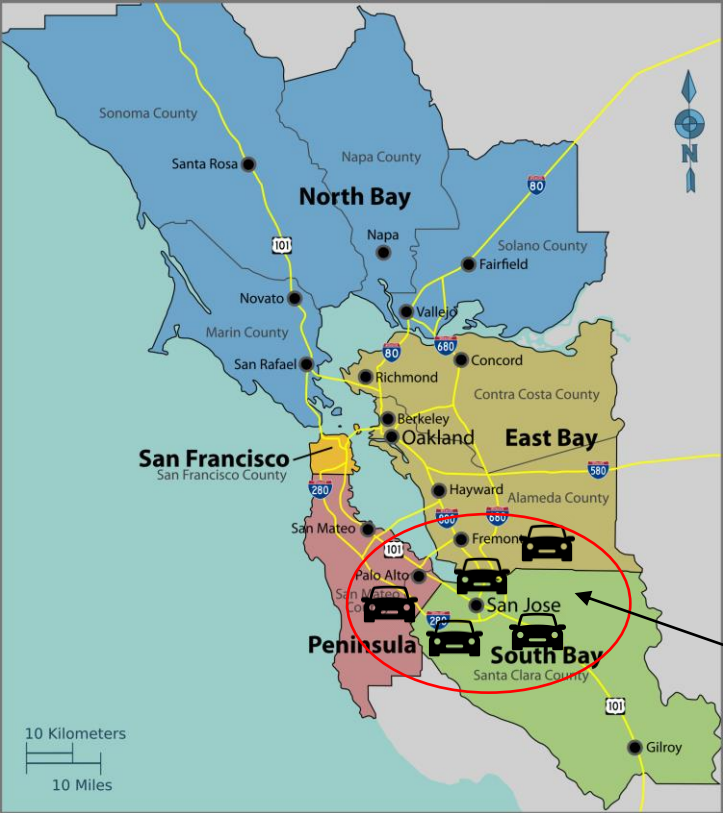 Sonoma County
Napa County
Santa Rosa
North Bay
80
Napa
101
Solano County
Fairfield
Novato
Vallejo
Marin County
680
80
Concord
San Rafael
Richmond
Contra Costa County
Berkeley
Oakland
East Bay
San Francisco
San Francisco County
580
280
Hayward
Alameda County
880
680
San Mateo
Fremont
101
Palo Alto
San Mateo
County
San Jose
280
Peninsula
South Bay
Santa Clara County
101
Gilroy
10 Kilometers
10 Miles
N